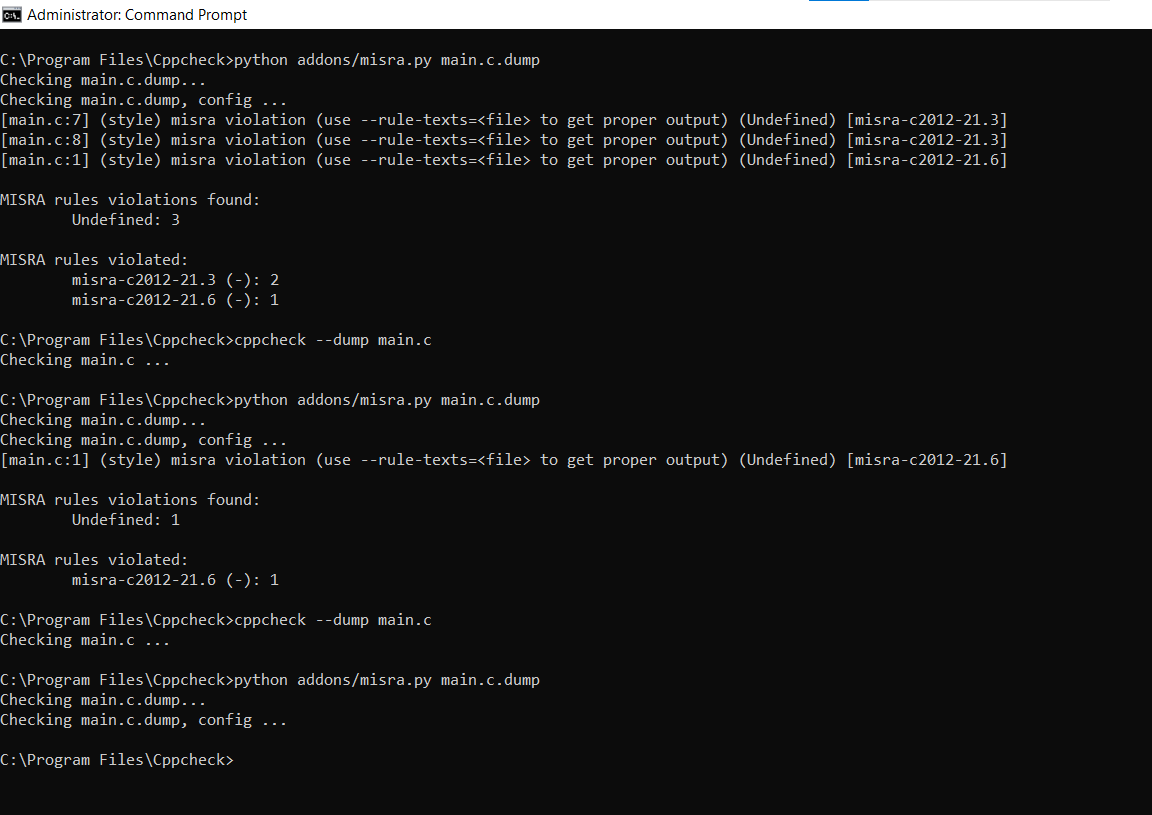 Administrator: Command Prompt
C:\Program Files\Cppcheck>python addons/misra.py main.c.dump
Checking main.c.dump...
Checking main.c.dump, config ...
[main.c:7] (style) misra violation (use --rule-texts=<file> to get proper output) (Undefined) [misra-c2012-21.3]
[main.c:8] (style) misra violation (use --rule-texts=<file> to get proper output) (Undefined) [misra-c2012-21.3]
[main.c:1] (style) misra violation (use --rule-texts=<file> to get proper output) (Undefined) [misra-c2012-21.6]
MISRA rules violations found:
Undefined: 3
MISRA rules violated:
misra-c2012-21.3 (-): 2
misra-c2012-21.6 (-): 1
C:\Program Files\Cppcheck>cppcheck --dump main.c
Checking main.c ...
C:\Program Files\Cppcheck>python addons/misra.py main.c.dump
Checking main.c.dump...
Checking main.c.dump, config ...
[main.c:1] (style) misra violation (use --rule-texts=<file> to get proper output) (Undefined) [misra-c2012-21.6]
MISRA rules violations found:
Undefined: 1
MISRA rules violated:
misra-c2012-21.6 (-): 1
C:\Program Files\Cppcheck>cppcheck --dump main.c
Checking main.c ...
C:\Program Files\Cppcheck>python addons/misra.py main.c.dump
Checking main.c.dump...
Checking main.c.dump, config ...
C:\Program Files\Cppcheck>